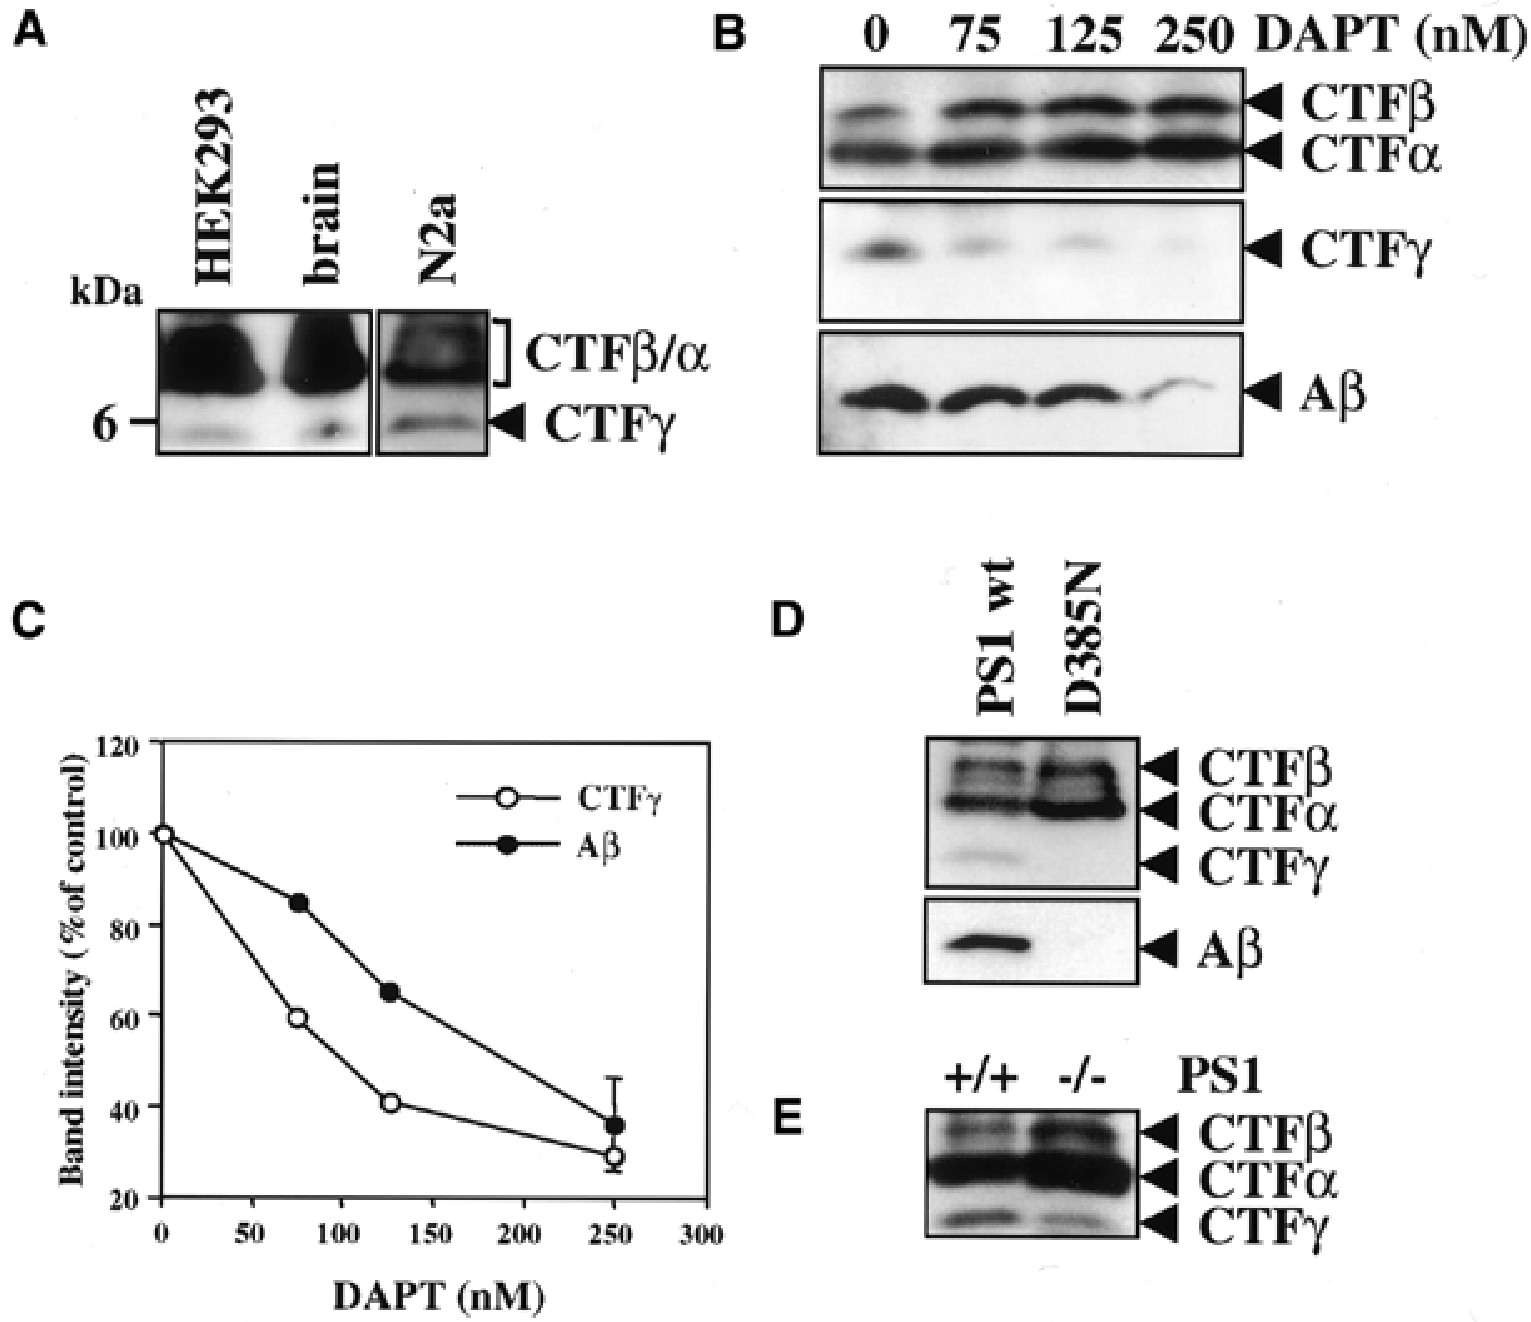 A
HEK293
brain
N2a
kDa
6
CTFβ/α
CTFγ
B
0 75 125 250 DAPT (nM)
CTFβ
CTFα
CTFγ
Aβ
C
Band intensity (% of control)
120
100
80
60
40
20
0 50 100 150 200 250 300
DAPT (nM)
CTFγ
Aβ
D
PS1 wt
D385N
CTFβ
CTFα
CTFγ
Aβ
E
+/+ -/- PS1
CTFβ
CTFα
CTFγ